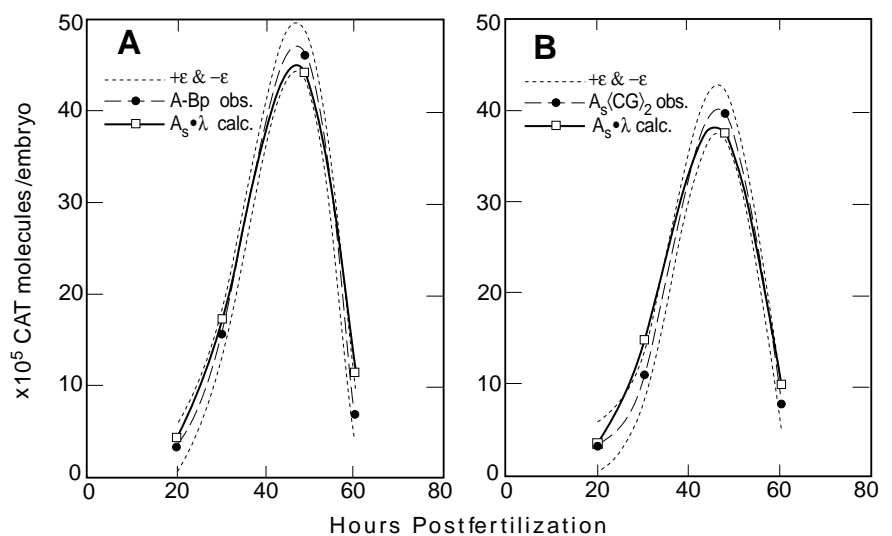 x10⁵ CAT molecules/embryo
50
40
30
20
10
0
A
+ε & −ε
A-Bp obs.
Aₛ•λ calc.
0
20
40
60
80
50
40
30
20
10
0
B
+ε & −ε
Aₛ⟨CG⟩₂ obs.
Aₛ•λ calc.
0
20
40
60
80
Hours Postfertilization